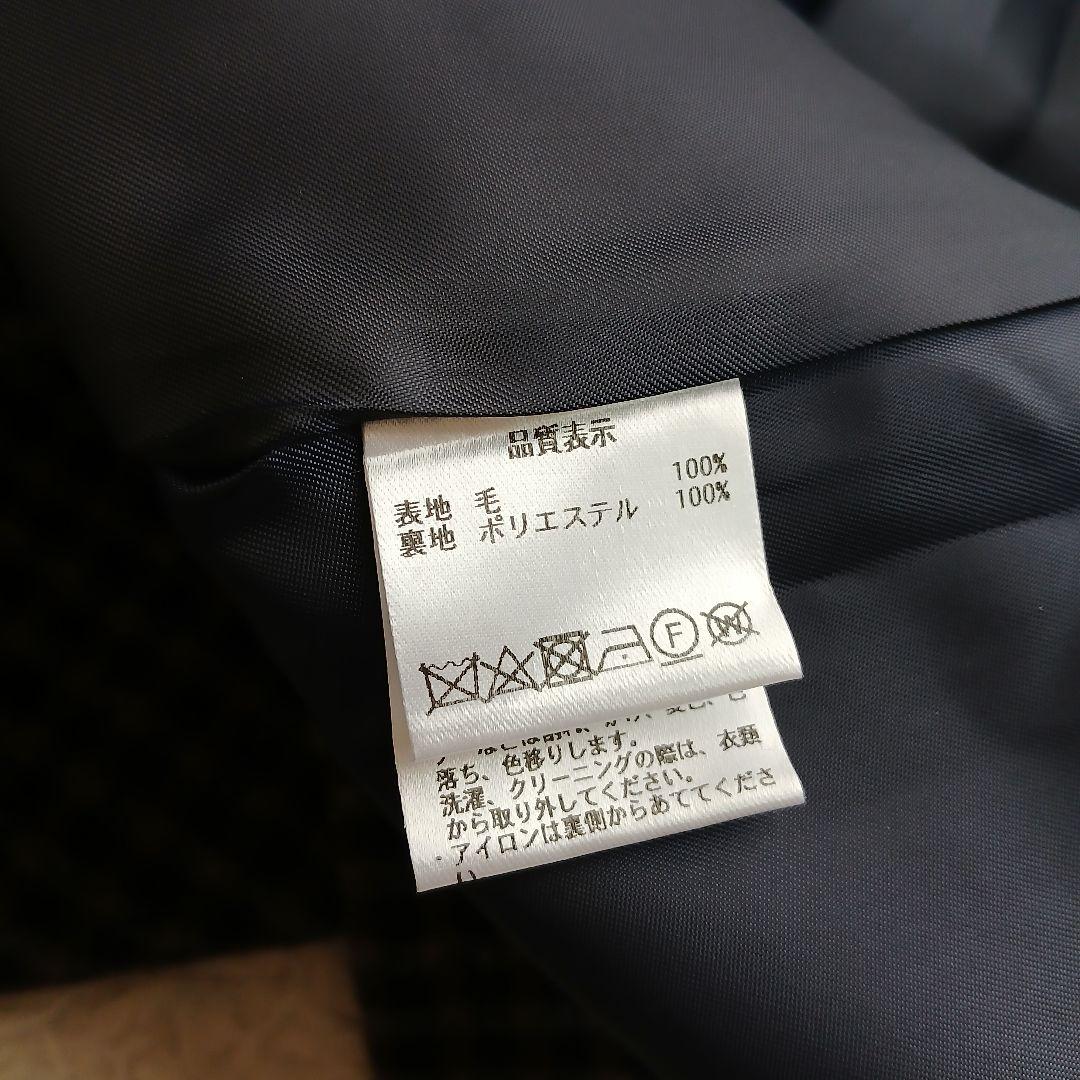 品質表示
表地 毛 100%
裏地 ポリエステル 100%
F
W
落ち、色移りします。
洗濯、クリーニングの際は、衣類
から取り外してください。
・アイロンは裏側からあててくださ
い